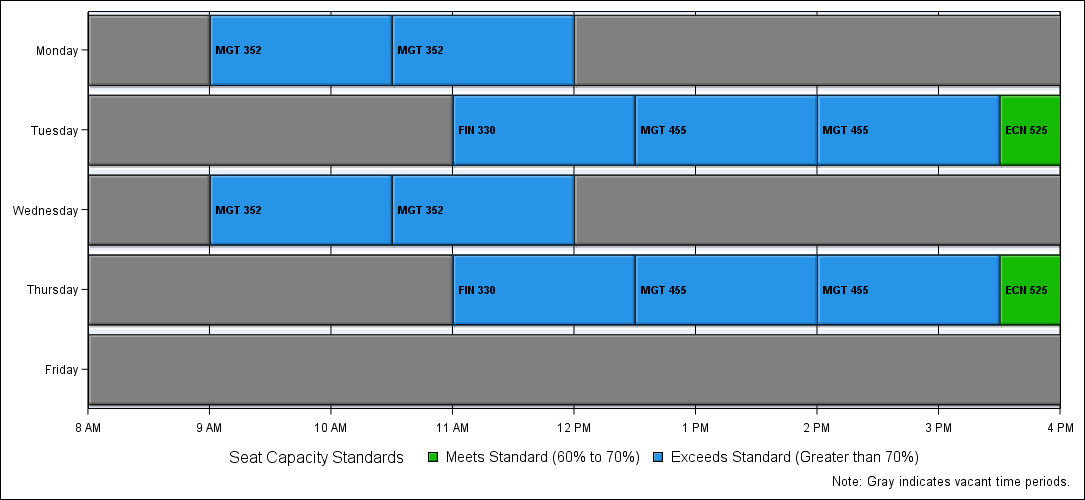 Monday
MGT 352 MGT 352
Tuesday
FIN 330 MGT 455 MGT 455 ECN 525
Wednesday
MGT 352 MGT 352
Thursday
FIN 330 MGT 455 MGT 455 ECN 525
Friday
8 AM 9 AM 10 AM 11 AM 12 PM 1 PM 2 PM 3 PM 4 PM
Seat Capacity Standards Meets Standard (60% to 70%) Exceeds Standard (Greater than 70%)
Note: Gray indicates vacant time periods.